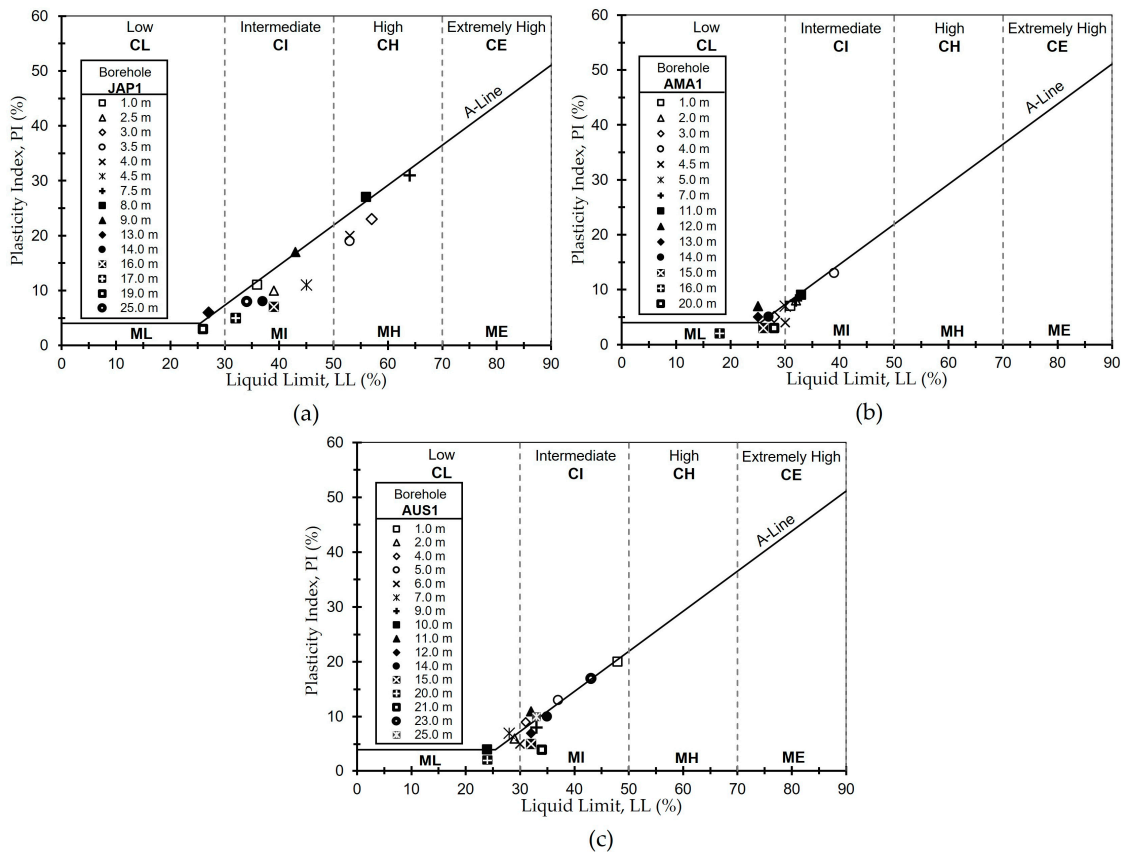 Low Intermediate High Extremely High
CL CI CH CE
Borehole
JAP1
1.0 m
2.5 m
3.0 m
3.5 m
4.0 m
4.5 m
7.5 m
8.0 m
9.0 m
13.0 m
14.0 m
16.0 m
17.0 m
19.0 m
25.0 m
A-Line
ML MI MH ME
60
50
40
30
20
10
0
Plasticity Index, PI (%)
0 10 20 30 40 50 60 70 80 90
Liquid Limit, LL (%)
(a)
Low Intermediate High Extremely High
CL CI CH CE
Borehole
AMA1
1.0 m
2.0 m
3.0 m
4.0 m
4.5 m
5.0 m
7.0 m
11.0 m
12.0 m
13.0 m
14.0 m
15.0 m
16.0 m
20.0 m
A-Line
ML MI MH ME
60
50
40
30
20
10
0
Plasticity Index, PI (%)
0 10 20 30 40 50 60 70 80 90
Liquid Limit, LL (%)
(b)
Low Intermediate High Extremely High
CL CI CH CE
Borehole
AUS1
1.0 m
2.0 m
4.0 m
5.0 m
6.0 m
7.0 m
9.0 m
10.0 m
11.0 m
12.0 m
14.0 m
15.0 m
20.0 m
21.0 m
23.0 m
25.0 m
A-Line
ML MI MH ME
60
50
40
30
20
10
0
Plasticity Index, PI (%)
0 10 20 30 40 50 60 70 80 90
Liquid Limit, LL (%)
(c)